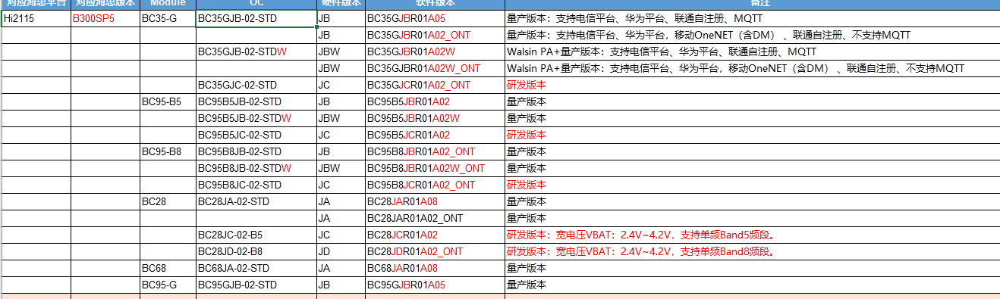 对应海思平台 对应海思版本 Module OC 硬件版本 软件版本 备注
Hi2115 B300SP5 BC35-G BC35GJB-02-STD JB BC35GJBR01A05 量产版本：支持电信平台、华为平台、联通自注册、MQTT
JB BC35GJBR01A02_ONT 量产版本：支持电信平台、华为平台，移动OneNET（含DM） 、联通自注册、不支持MQTT
BC35GJB-02-STDW JBW BC35GJBR01A02W Walsin PA+量产版本：支持电信平台、华为平台、联通自注册、MQTT
JBW BC35GJBR01A02W_ONT Walsin PA+量产版本：支持电信平台、华为平台，移动OneNET（含DM） 、联通自注册、不支持MQTT
BC35GJC-02-STD JC BC35GJCR01A02_ONT 研发版本
BC95-B5 BC95B5JB-02-STD JB BC95B5JBR01A02 量产版本
BC95B5JB-02-STDW JBW BC95B5JBR01A02W 量产版本
BC95B5JC-02-STD JC BC95B5JCR01A02 研发版本
BC95-B8 BC95B8JB-02-STD JB BC95B8JBR01A02_ONT 量产版本
BC95B8JB-02-STDW JBW BC95B8JBR01A02W_ONT 量产版本
BC95B8JC-02-STD JC BC95B8JCR01A02_ONT 研发版本
BC28 BC28JA-02-STD JA BC28JAR01A08 量产版本
JA BC28JAR01A02_ONT 量产版本
BC28JC-02-B5 JC BC28JCR01A02 研发版本：宽电压VBAT：2.4V~4.2V，支持单频Band5频段。
BC28JD-02-B8 JD BC28JDR01A02_ONT 研发版本：宽电压VBAT：2.4V~4.2V，支持单频Band8频段。
BC68 BC68JA-02-STD JA BC68JAR01A08 量产版本
BC95-G BC95GJB-02-STD JB BC95GJBR01A05 量产版本